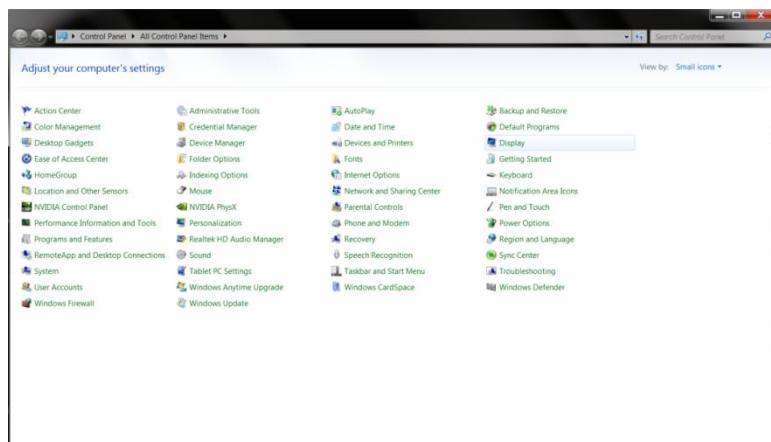 Control Panel All Control Panel Items Search Control Panel
Adjust your computer's settings View by: Small icons
Action Center Administrative Tools AutoPlay Backup and Restore
Color Management Credential Manager Date and Time Default Programs
Desktop Gadgets Device Manager Devices and Printers Display
Ease of Access Center Folder Options Fonts Getting Started
HomeGroup Indexing Options Internet Options Keyboard
Location and Other Sensors Mouse Network and Sharing Center Notification Area Icons
NVIDIA Control Panel NVIDIA PhysX Parental Controls Pen and Touch
Performance Information and Tools Personalization Phone and Modem Power Options
Programs and Features Realtek HD Audio Manager Recovery Region and Language
RemoteApp and Desktop Connections Sound Speech Recognition Sync Center
System Tablet PC Settings Taskbar and Start Menu Troubleshooting
User Accounts Windows Anytime Upgrade Windows CardSpace Windows Defender
Windows Firewall Windows Update